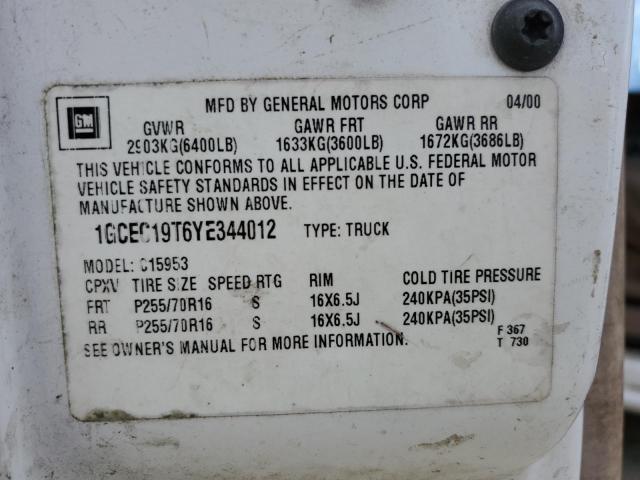 GM
MFD BY GENERAL MOTORS CORP 04/00
GVWR GAWR FRT GAWR RR
2903KG(6400LB) 1633KG(3600LB) 1672KG(3686LB)
THIS VEHICLE CONFORMS TO ALL APPLICABLE U.S. FEDERAL MOTOR
VEHICLE SAFETY STANDARDS IN EFFECT ON THE DATE OF
MANUFACTURE SHOWN ABOVE.
1GCEC19T6YE344012 TYPE: TRUCK
MODEL: C15953
CPXV TIRE SIZE SPEED RTG RIM COLD TIRE PRESSURE
FRT P255/70R16 S 16X6.5J 240KPA(35PSI)
RR P255/70R16 S 16X6.5J 240KPA(35PSI)
SEE OWNER'S MANUAL FOR MORE INFORMATION.
F 367
T 730